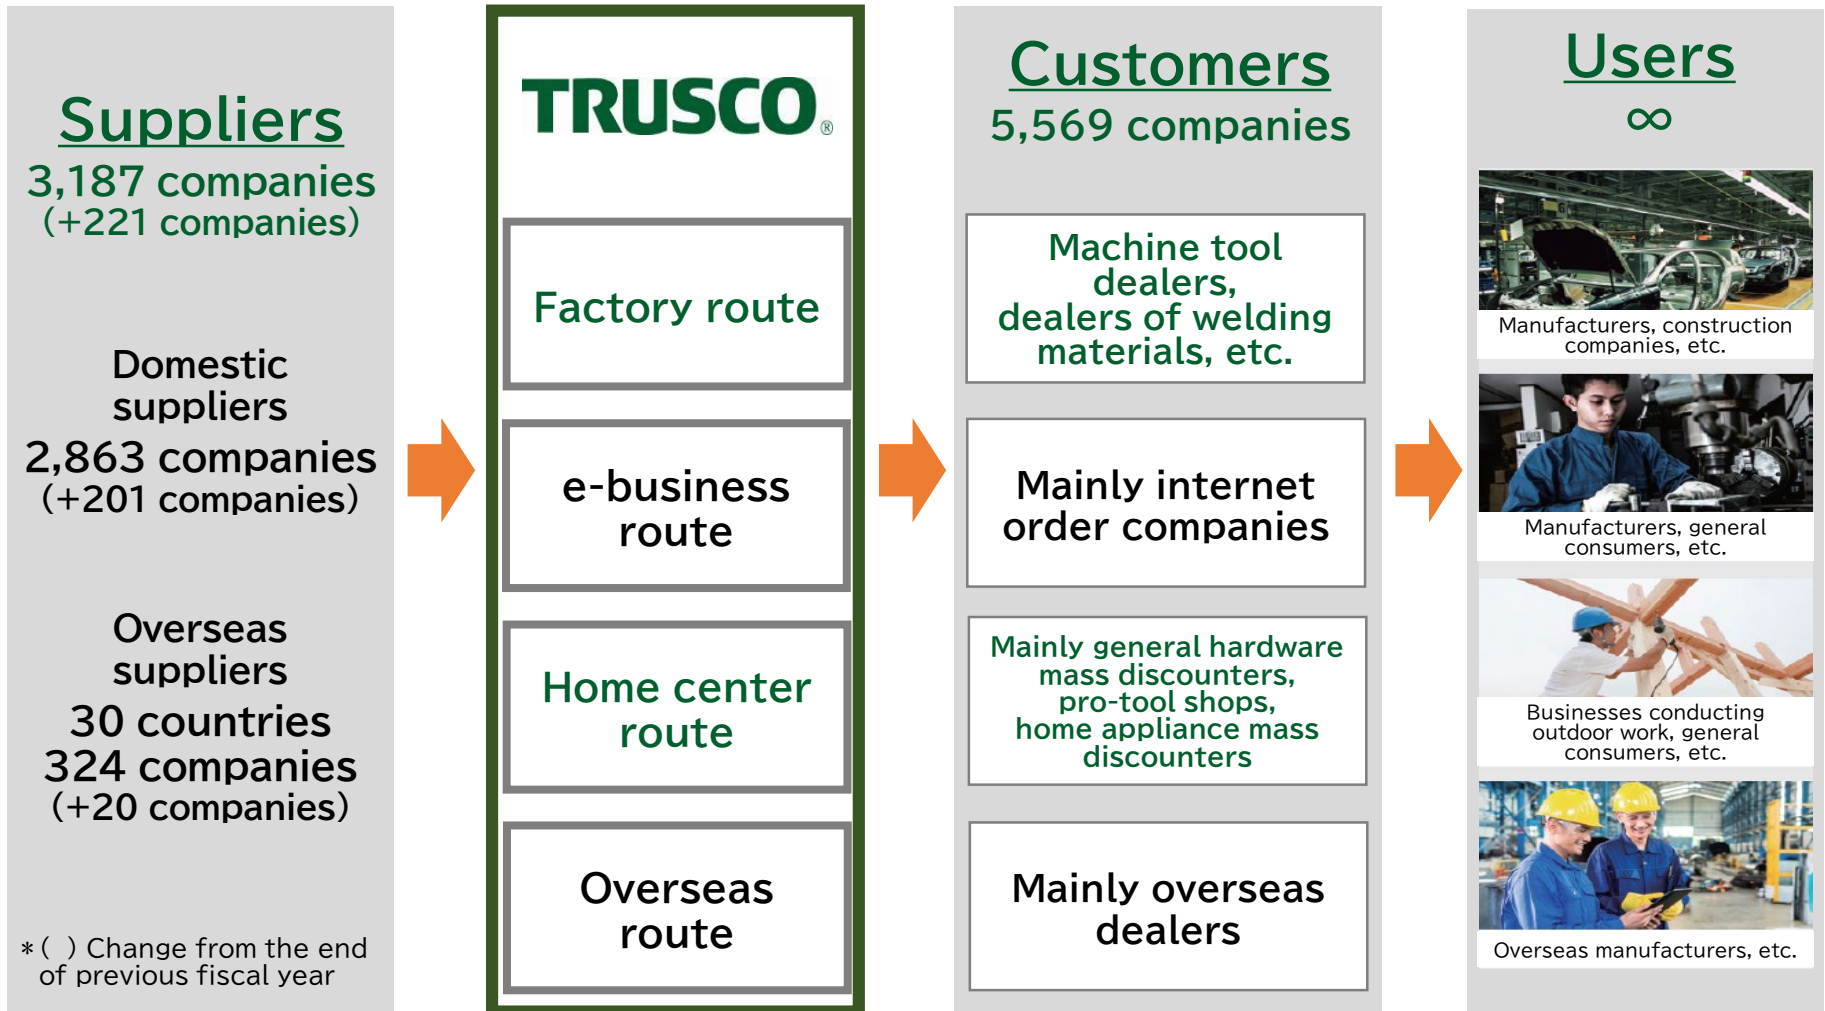 Suppliers
3,187 companies
(+221 companies)
Domestic
suppliers
2,863 companies
(+201 companies)
Overseas
suppliers
30 countries
324 companies
(+20 companies)
*( ) Change from the end
of previous fiscal year
TRUSCO®
Factory route
e-business
route
Home center
route
Overseas
route
Customers
5,569 companies
Machine tool
dealers,
dealers of welding
materials, etc.
Mainly internet
order companies
Mainly general hardware
mass discounters,
pro-tool shops,
home appliance mass
discounters
Mainly overseas
dealers
Users
∞
Manufacturers, construction
companies, etc.
Manufacturers, general
consumers, etc.
Businesses conducting
outdoor work, general
consumers, etc.
Overseas manufacturers, etc.